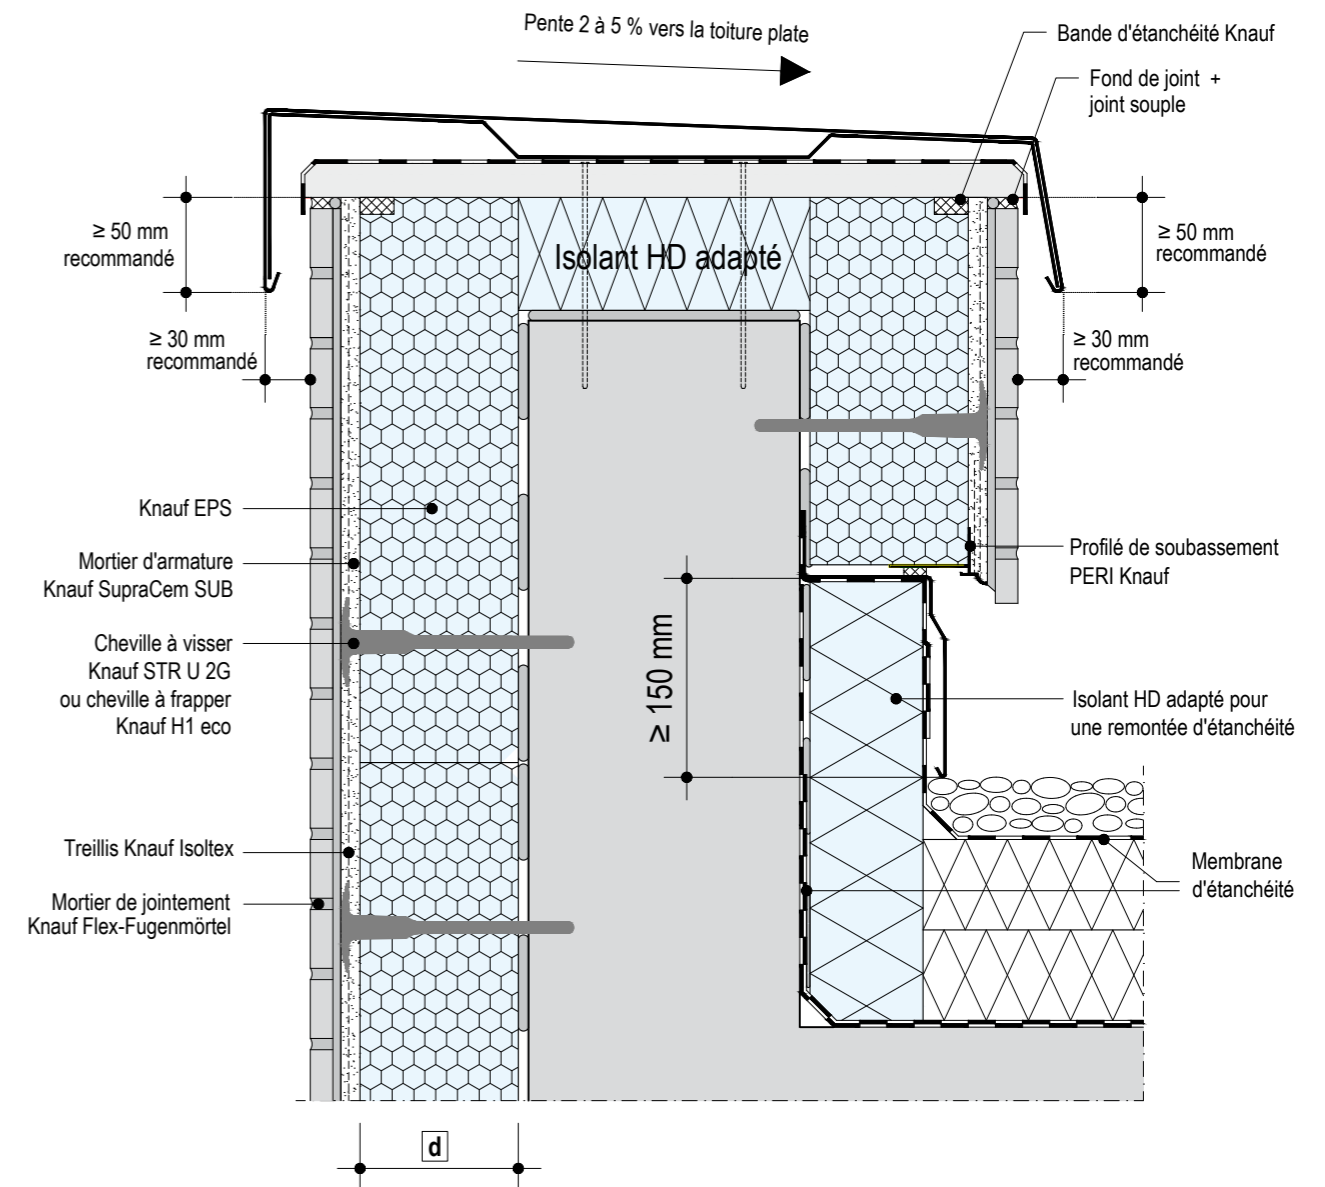 Pente 2 à 5 % vers la toiture plate
Bande d'étanchéité Knauf
Fond de joint +
joint souple
≥ 50 mm
recommandé
≥ 50 mm
recommandé
Isolant HD adapté
≥ 30 mm
recommandé
≥ 30 mm
recommandé
Knauf EPS
Mortier d'armature
Knauf SupraCem SUB
Profilé de soubassement
PERI Knauf
Cheville à visser
Knauf STR U 2G
ou cheville à frapper
Knauf H1 eco
≥ 150 mm
Isolant HD adapté pour
une remontée d'étanchéité
Treillis Knauf Isoltex
Mortier de jointement
Knauf Flex-Fugenmörtel
Membrane
d'étanchéité
d